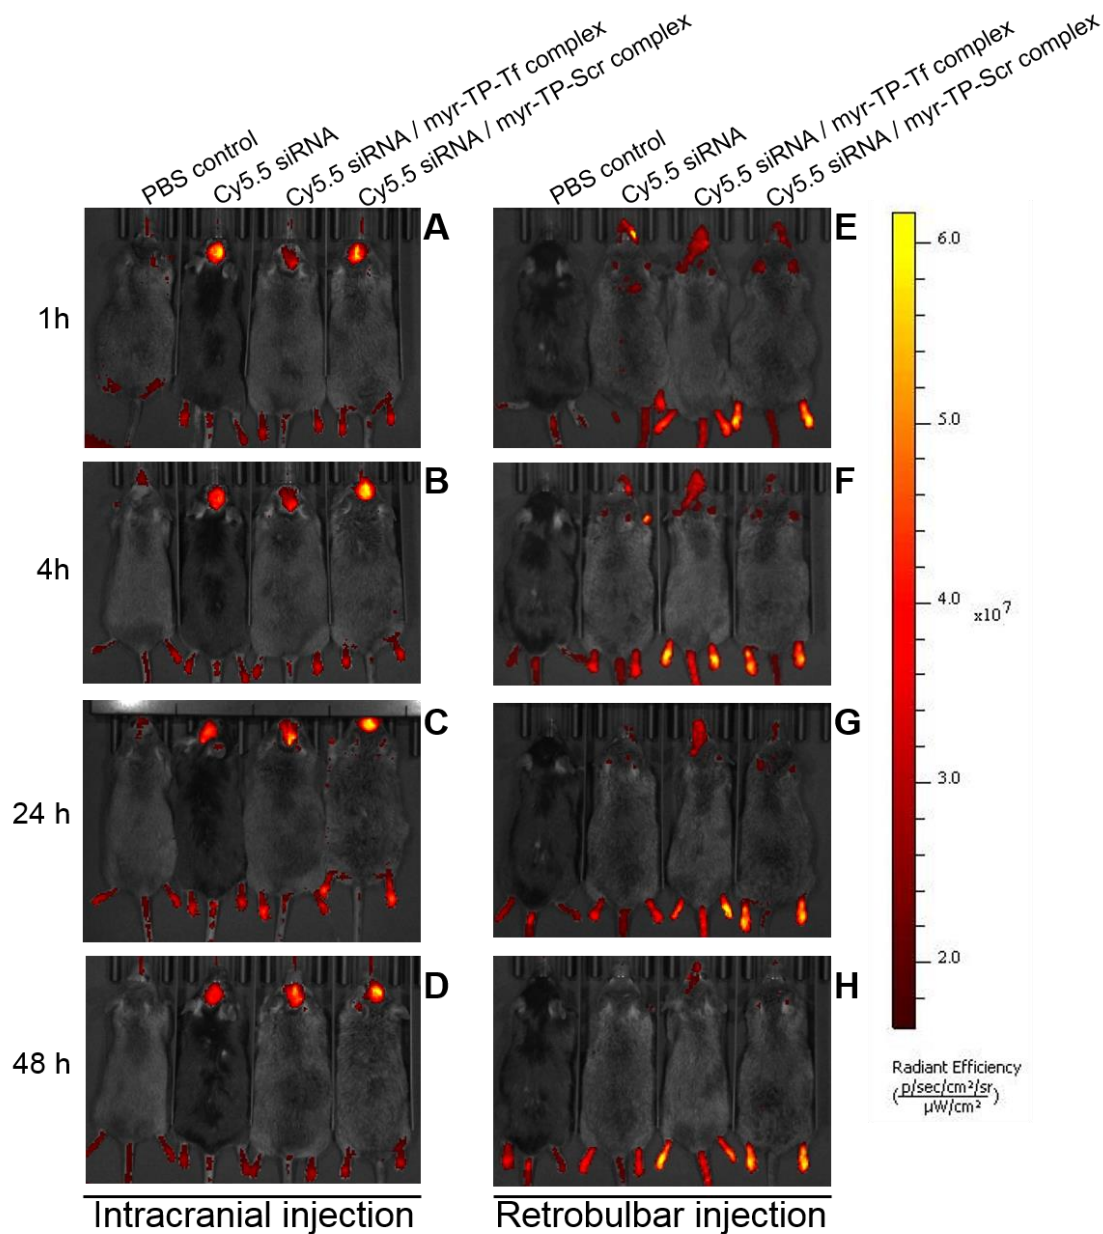 PBS control
Cy5.5 siRNA
Cy5.5 siRNA / myr-TP-Tf complex
Cy5.5 siRNA / myr-TP-Scr complex
PBS control
Cy5.5 siRNA
Cy5.5 siRNA / myr-TP-Tf complex
Cy5.5 siRNA / myr-TP-Scr complex
1h
A
E
4h
B
F
24 h
C
G
48 h
D
H
6.0
5.0
4.0
x10⁷
3.0
2.0
Radiant Efficiency
(p/sec/cm²/sr
µW/cm²)
Intracranial injection
Retrobulbar injection